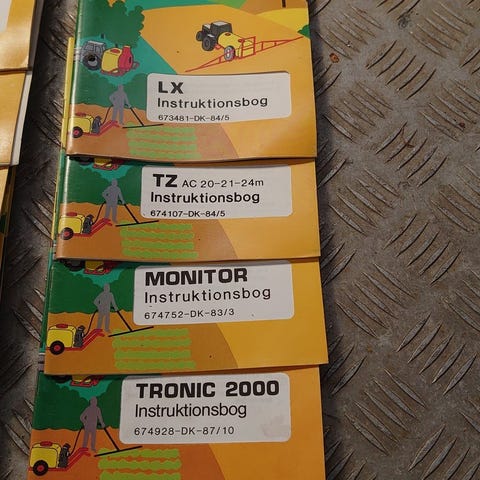 LX
Instruktionsbog
673481-DK-84/5
TZ AC 20-21-24m
Instruktionsbog
674107-DK-84/5
MONITOR
Instruktionsbog
674752-DK-83/3
TRONIC 2000
Instruktionsbog
674928-DK-87/10